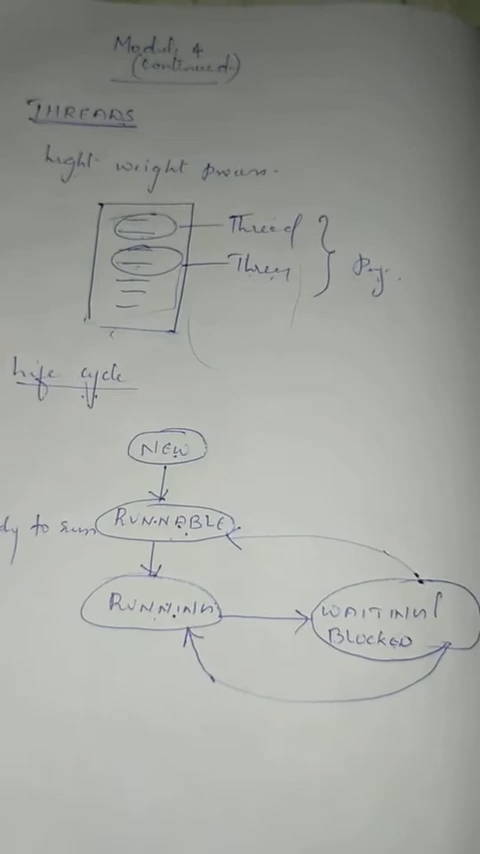 Module 4
(continued)
THREADS
Light weight process.
Thread
Thread
Life cycle
NEW
dy to run
RUNNABLE
RUNNING
WAITING/
BLOCKED